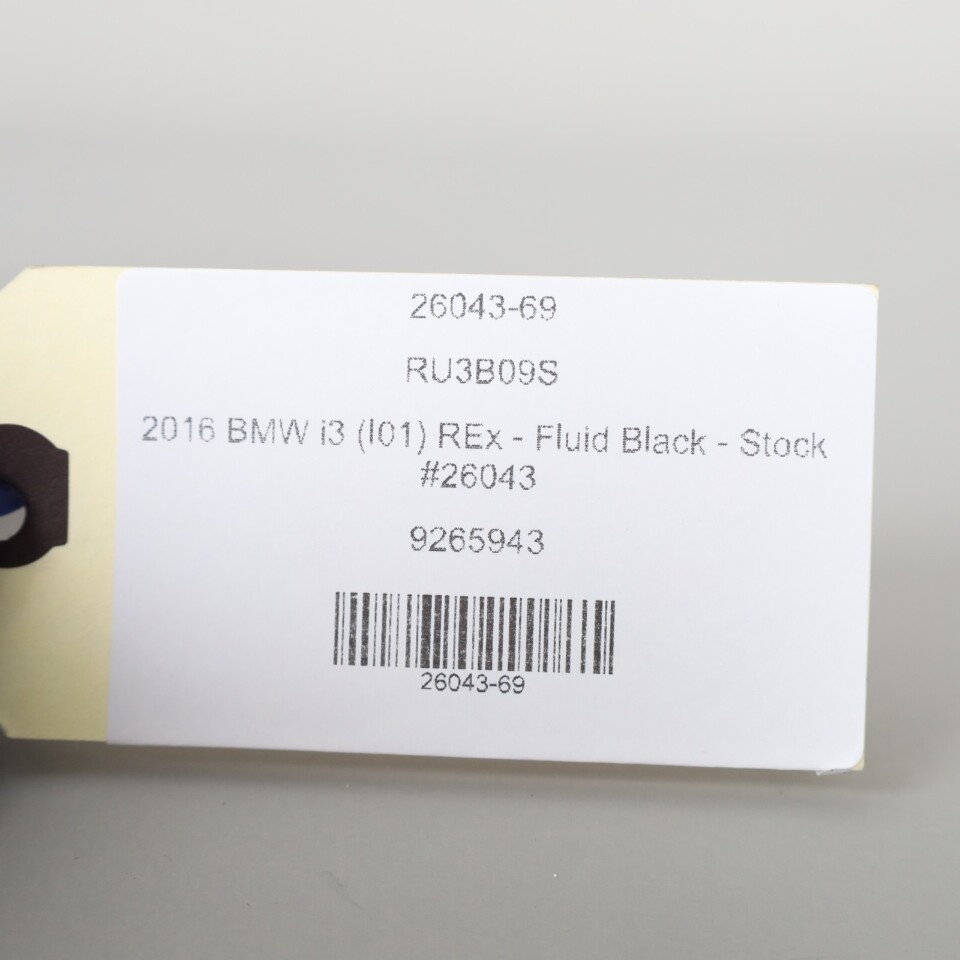 26043-69
RU3B09S
2016 BMW i3 (I01) REx - Fluid Black - Stock
#26043
9265943
26043-69